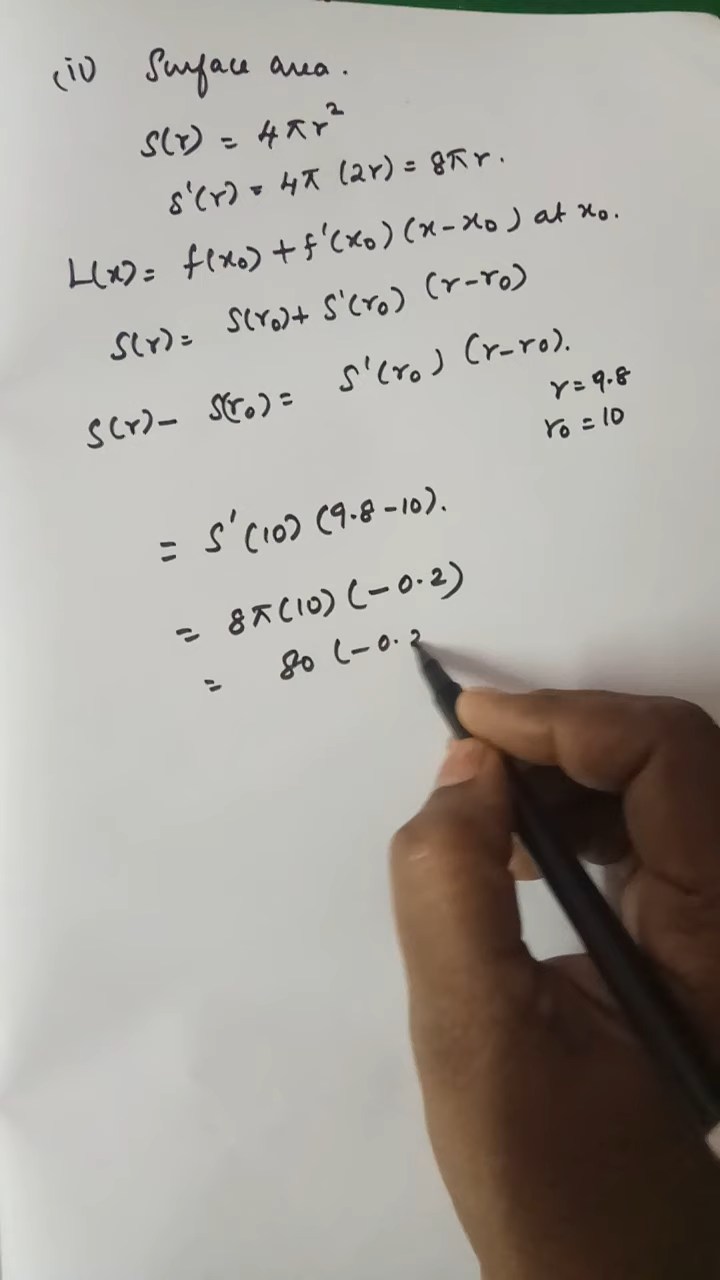 (ii) Surface area.
S(r) = 4πr²
S'(r) = 4π (2r) = 8πr.
L(x) = f(x₀) + f'(x₀) (x-x₀) at x₀.
S(r) = S(r₀) + S'(r₀) (r-r₀)
S(r) - S(r₀) = S'(r₀) (r-r₀).
r = 9.8
r₀ = 10
= S'(10) (9.8-10).
= 8π(10) (-0.2)
= 80 (-0.2